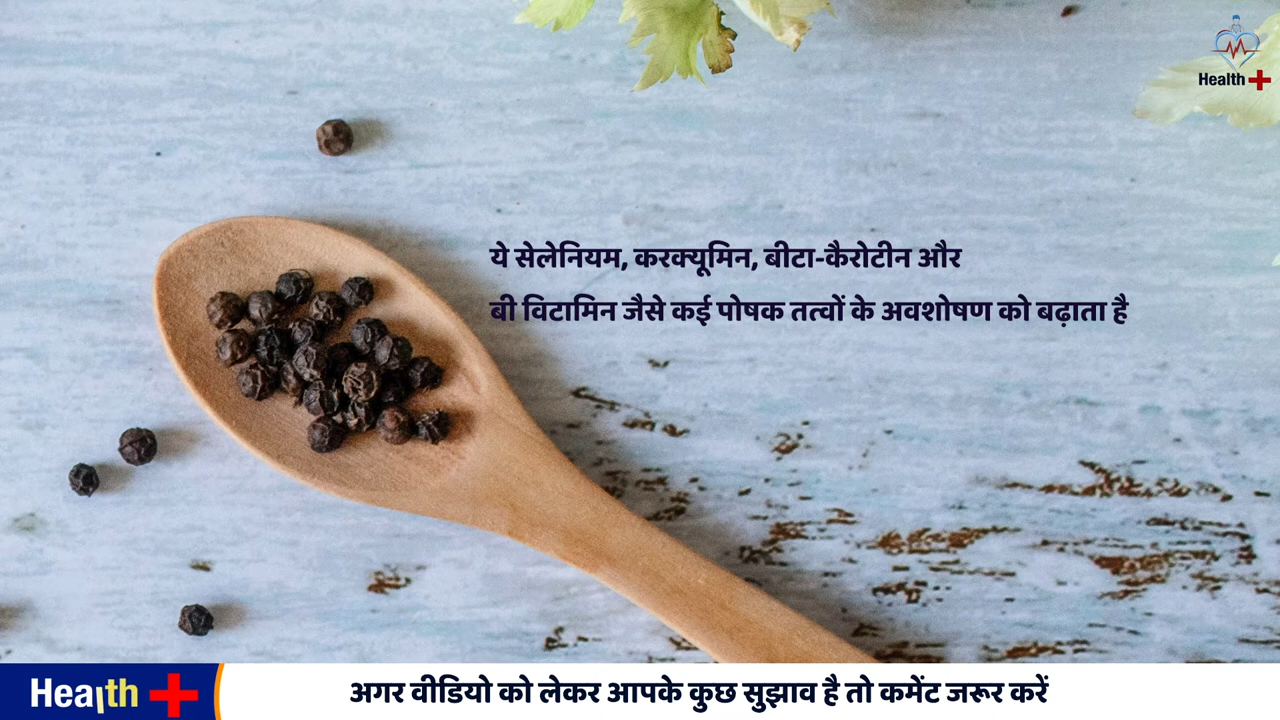 Health
ये सेलेनियम, करक्यूमिन, बीटा-कैरोटीन और
बी विटामिन जैसे कई पोषक तत्वों के अवशोषण को बढ़ाता है
Health
अगर वीडियो को लेकर आपके कुछ सुझाव है तो कमेंट जरूर करें